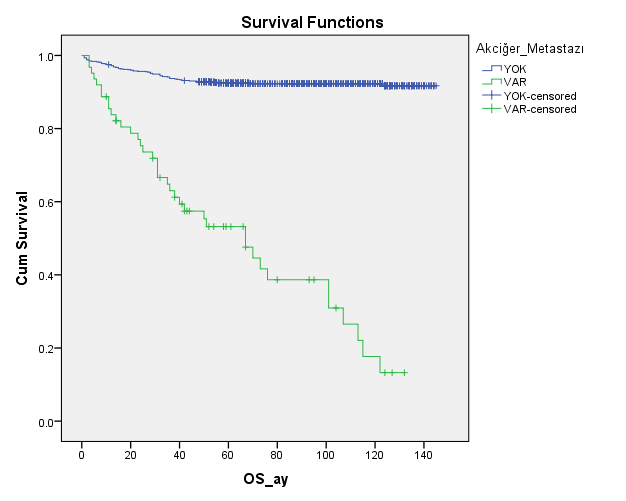 Survival Functions
Akciğer_Metastazı
YOK
VAR
YOK-censored
VAR-censored
Cum Survival
1.0
0.8
0.6
0.4
0.2
0.0
0 20 40 60 80 100 120 140
OS_ay